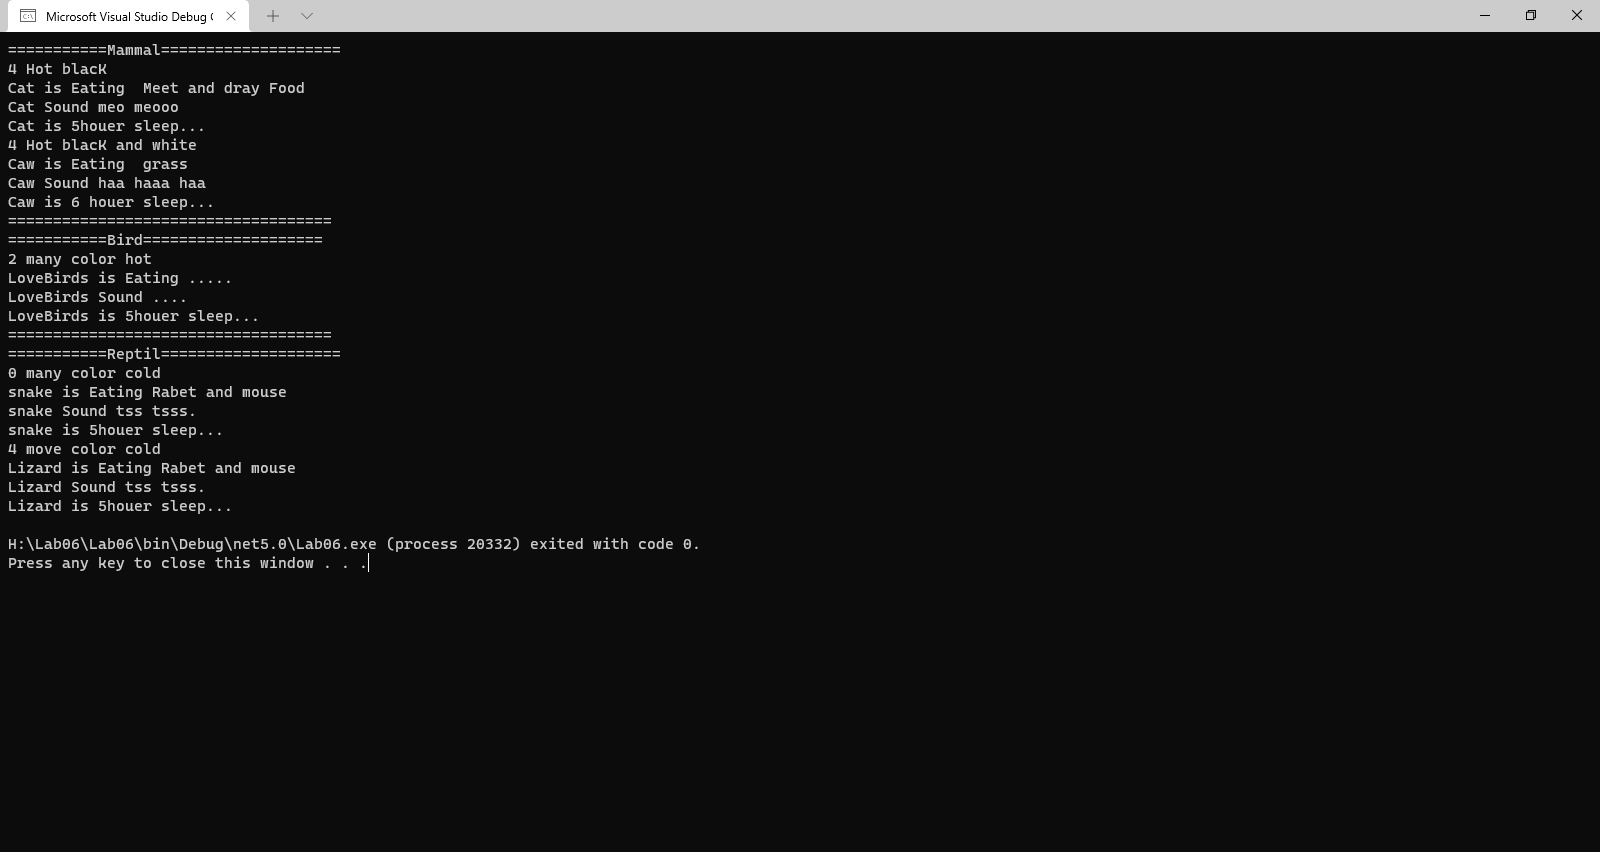 Microsoft Visual Studio Debug
===========Mammal====================
4 Hot blacK
Cat is Eating  Meet and dray Food
Cat Sound meo meooo
Cat is 5houer sleep...
4 Hot blacK and white
Caw is Eating  grass
Caw Sound haa haaa haa
Caw is 6 houer sleep...
====================================
===========Bird====================
2 many color hot
LoveBirds is Eating .....
LoveBirds Sound ....
LoveBirds is 5houer sleep...
====================================
===========Reptil====================
0 many color cold
snake is Eating Rabet and mouse
snake Sound tss tsss.
snake is 5houer sleep...
4 move color cold
Lizard is Eating Rabet and mouse
Lizard Sound tss tsss.
Lizard is 5houer sleep...
H:\Lab06\Lab06\bin\Debug\net5.0\Lab06.exe (process 20332) exited with code 0.
Press any key to close this window . . .